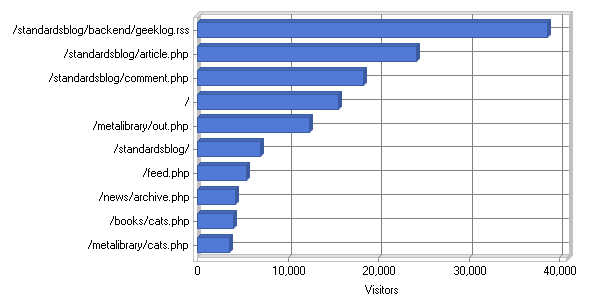 /standardsblog/backend/geeklog.rss
/standardsblog/article.php
/standardsblog/comment.php
/
/metalibrary/out.php
/standardsblog/
/feed.php
/news/archive.php
/books/cats.php
/metalibrary/cats.php
0 10,000 20,000 30,000 40,000
Visitors